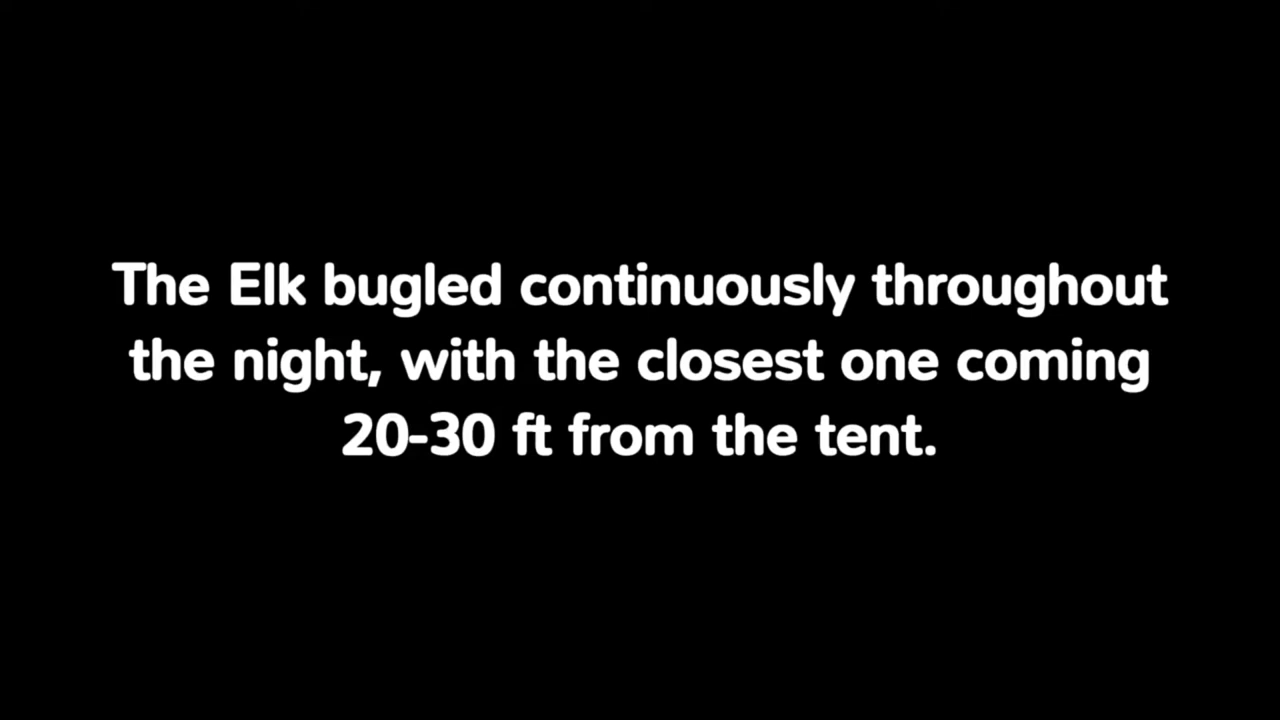 The Elk bugled continuously throughout
the night, with the closest one coming
20-30 ft from the tent.